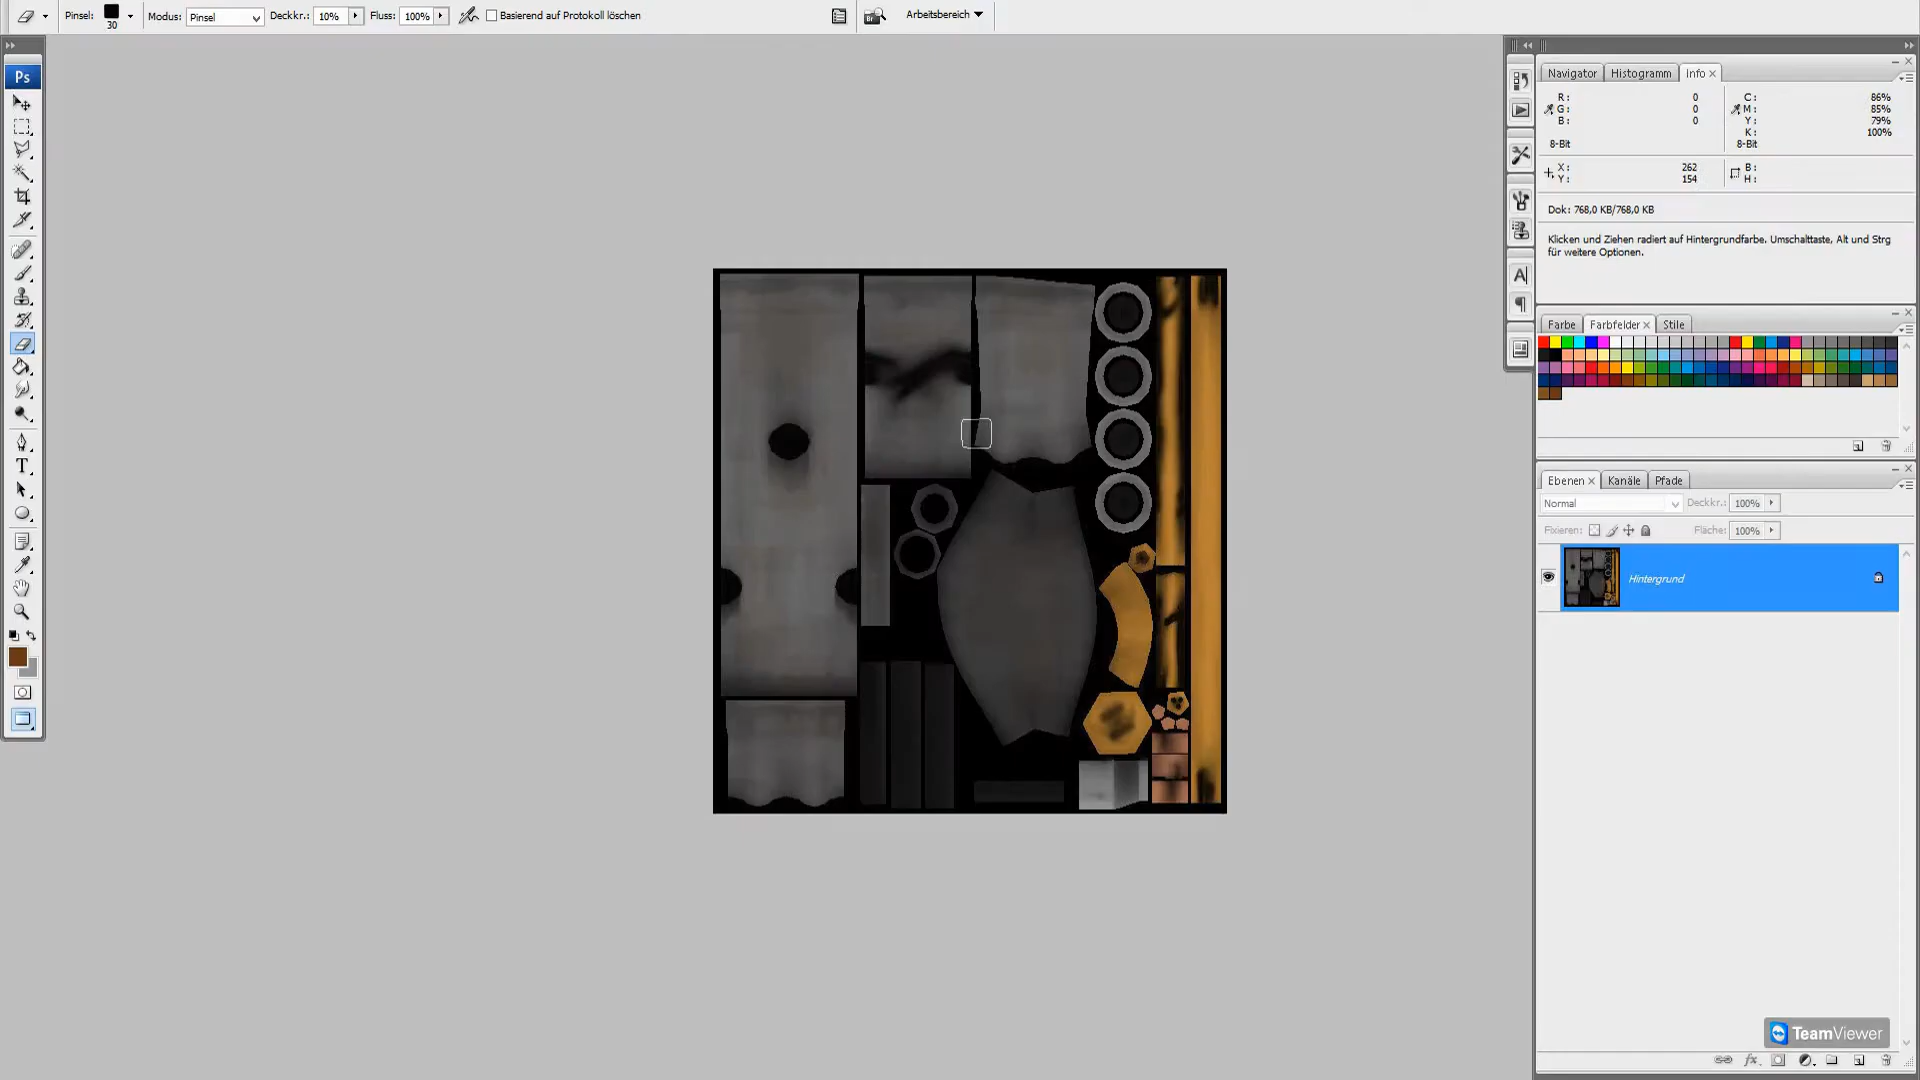 Pinsel: 30 Modus: Pinsel Deckkr.: 10% Fluss: 100% Basierend auf Protokoll löschen Br Arbeitsbereich
Ps
T
Navigator Histogramm Info
R: 0 C: 86%
G: 0 M: 85%
B: 0 Y: 79%
K: 100%
8-Bit 8-Bit
X: 262 B:
Y: 154 H:
Dok: 768,0 KB/768,0 KB
Klicken und Ziehen radiert auf Hintergrundfarbe. Umschalttaste, Alt und Strg
für weitere Optionen.
A
Farbe Farbfelder Stile
Ebenen Kanäle Pfade
Normal Deckkr.: 100%
Fixieren: Fläche: 100%
Hintergrund
TeamViewer
fx